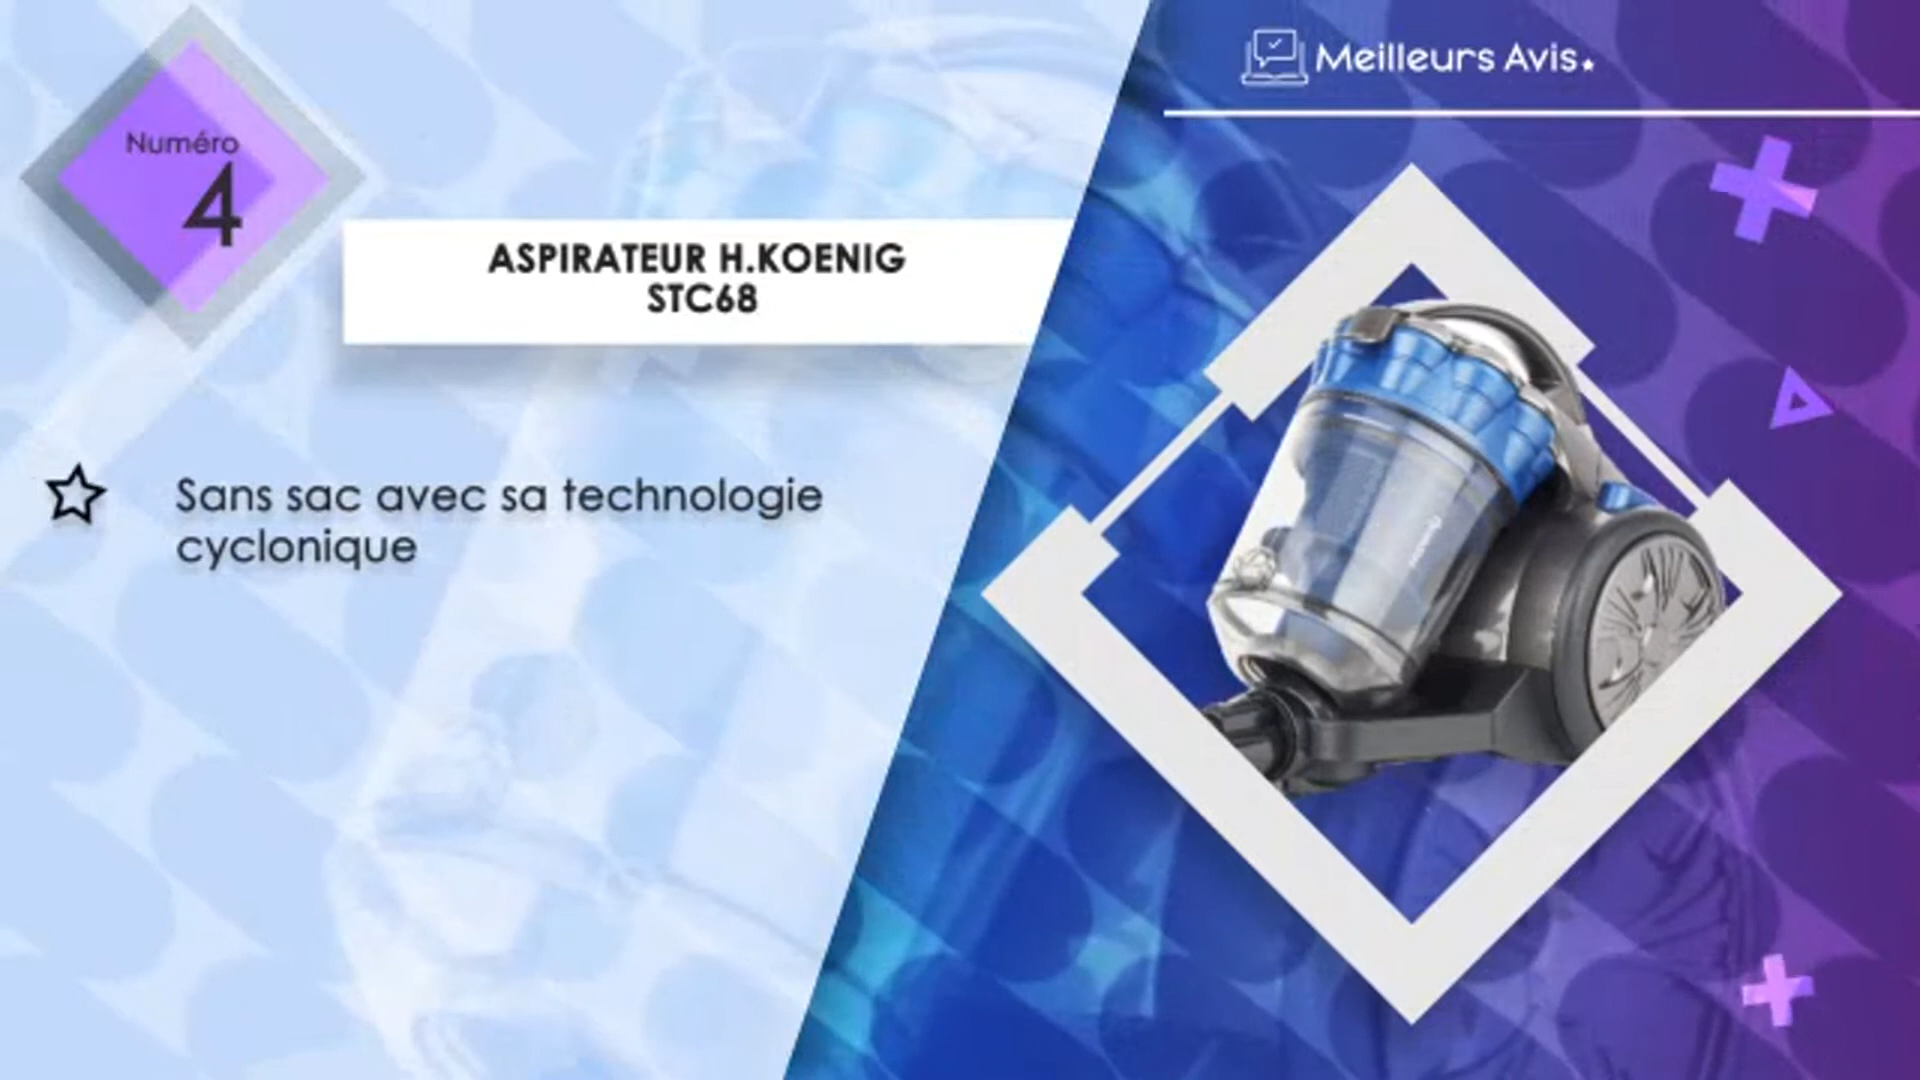 Numéro
4
Meilleurs Avis
ASPIRATEUR H.KOENIG
STC68
Sans sac avec sa technologie
cyclonique